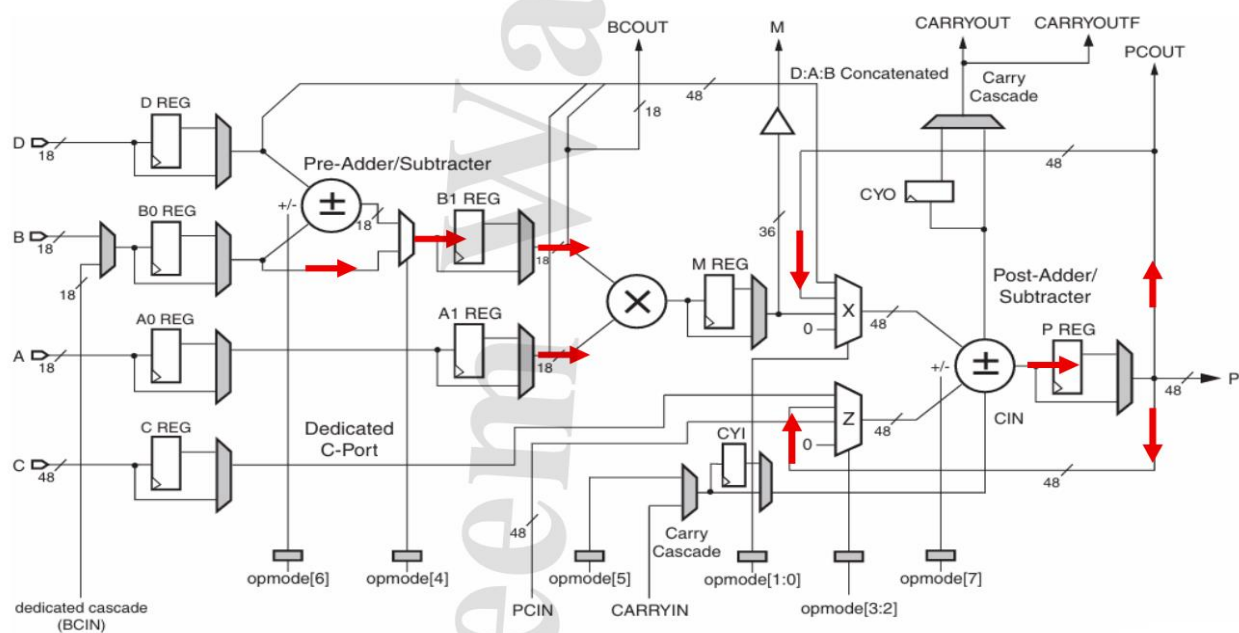 BCOUT
M
CARRYOUT
CARRYOUTF
PCOUT
D:A:B Concatenated
Carry
Cascade
48
18
D REG
D
18
Pre-Adder/Subtracter
+/-
±
18
B0 REG
B
18
18
B1 REG
18
48
CYO
36
M REG
×
Post-Adder/
Subtracter
A0 REG
A
18
A1 REG
18
0
X
48
+/-
±
P REG
P
48
CIN
C REG
C
48
Dedicated
C-Port
Z
48
0
CYI
48
48
Carry
Cascade
opmode[6]
opmode[4]
opmode[5]
opmode[1:0]
opmode[7]
opmode[3:2]
dedicated cascade
(BCIN)
PCIN
CARRYIN
een
Wa